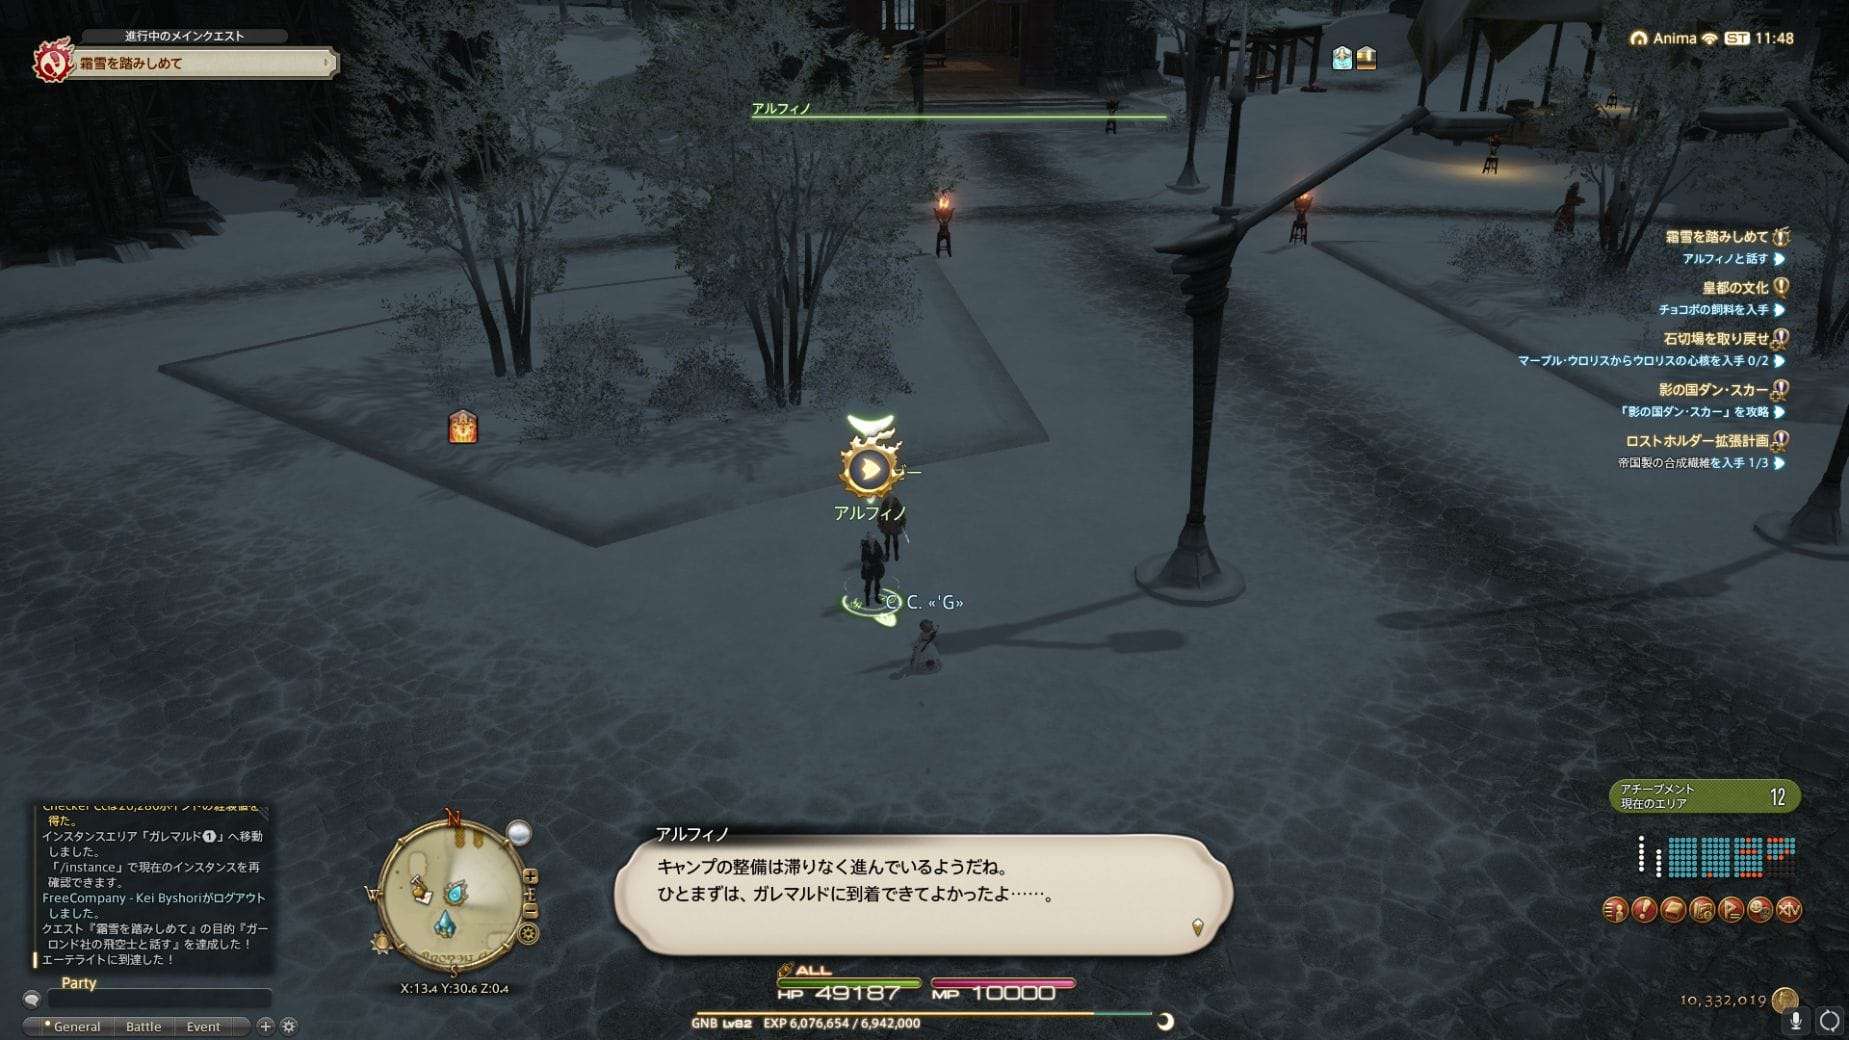 進行中のメインクエスト
霜雪を踏みしめて
Anima ST 11:48
アルフィノ
霜雪を踏みしめて
アルフィノと話す
皇都の文化
チョコボの飼料を入手
石切場を取り戻せ
マーブル・ウロリスからウロリスの心核を入手 0/2
影の国ダン・スカー
「影の国ダン・スカー」を攻略
ロストホルダー拡張計画
帝国製の合成繊維を入手 1/3
アルフィノ
C. C. «'G»
アチーブメント
現在のエリア
12
得た。
インスタンスエリア「ガレマルド❶」へ移動
しました。
「/instance」で現在のインスタンスを再
確認できます。
FreeCompany - Kei Byshoriがログアウト
しました。
クエスト『霜雪を踏みしめて』の目的『ガー
ロンド社の飛空士と話す』を達成した！
エーテライトに到達した！
Party
General Battle Event
N
W
S
X:13.4 Y:30.6 Z:0.4
アルフィノ
キャンプの整備は滞りなく進んでいるようだね。
ひとまずは、ガレマルドに到着できてよかったよ……。
ALL
HP 49187 MP 10000
GNB Lv82 EXP 6,076,654 / 6,942,000
XIV
10,332,019